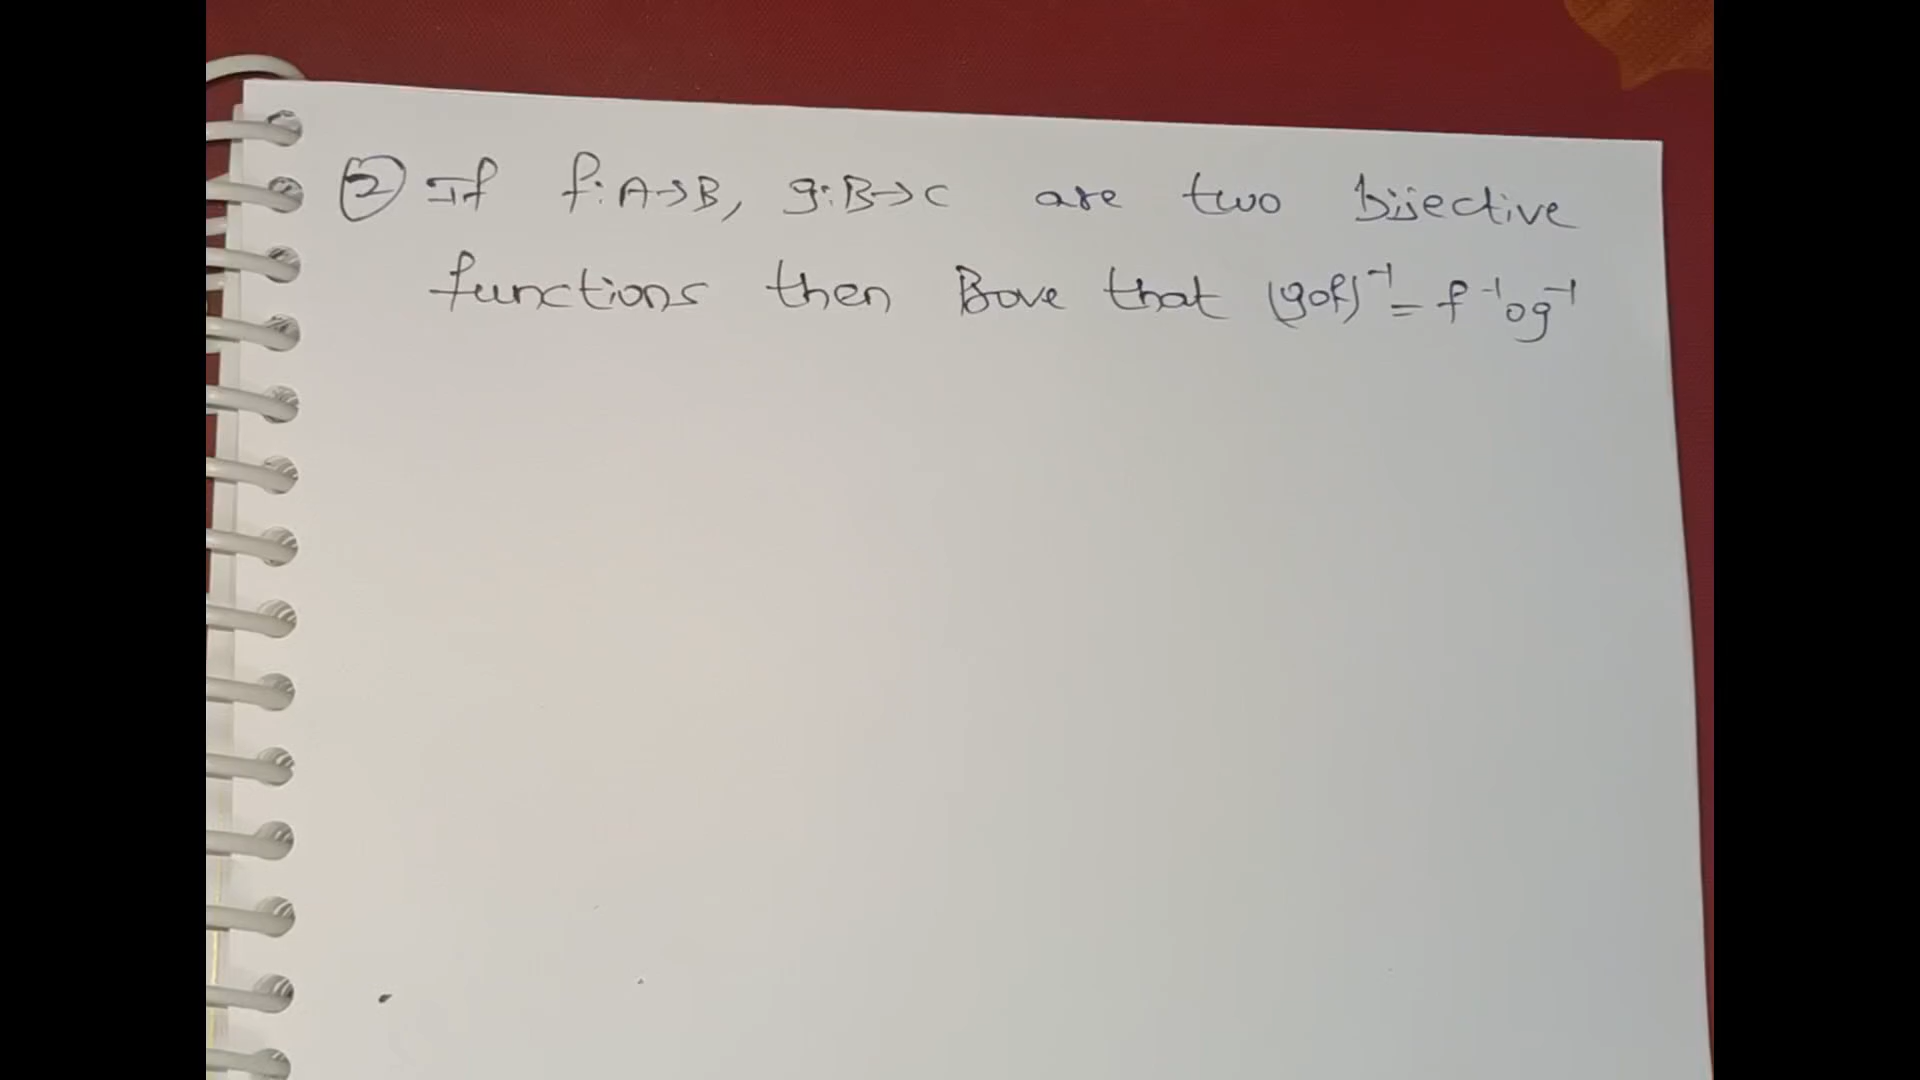 ② If f:A→B, g:B→C are two bijective
functions then Prove that (gof)⁻¹ = f⁻¹og⁻¹